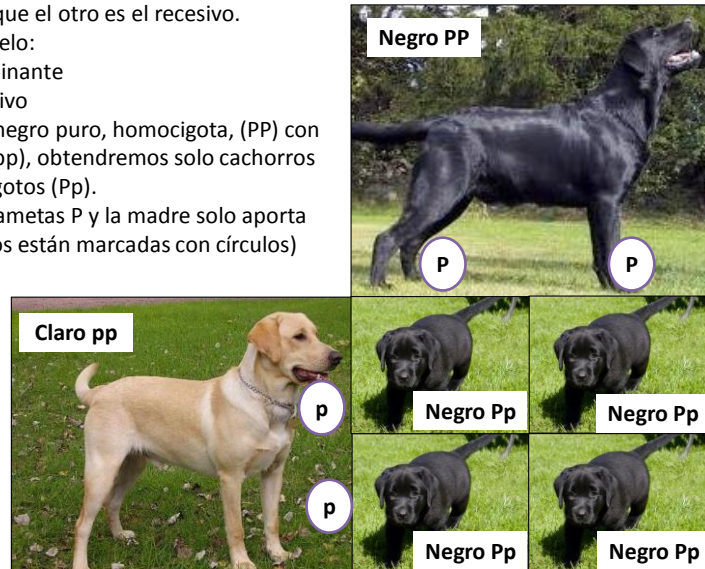 que el otro es el recesivo.
elo:
inante
ivo
negro puro, homocigota, (PP) con
pp), obtendremos solo cachorros
gotos (Pp).
ametas P y la madre solo aporta
os están marcadas con círculos)
Negro PP
P P
Claro pp
p
p
Negro Pp Negro Pp
Negro Pp Negro Pp